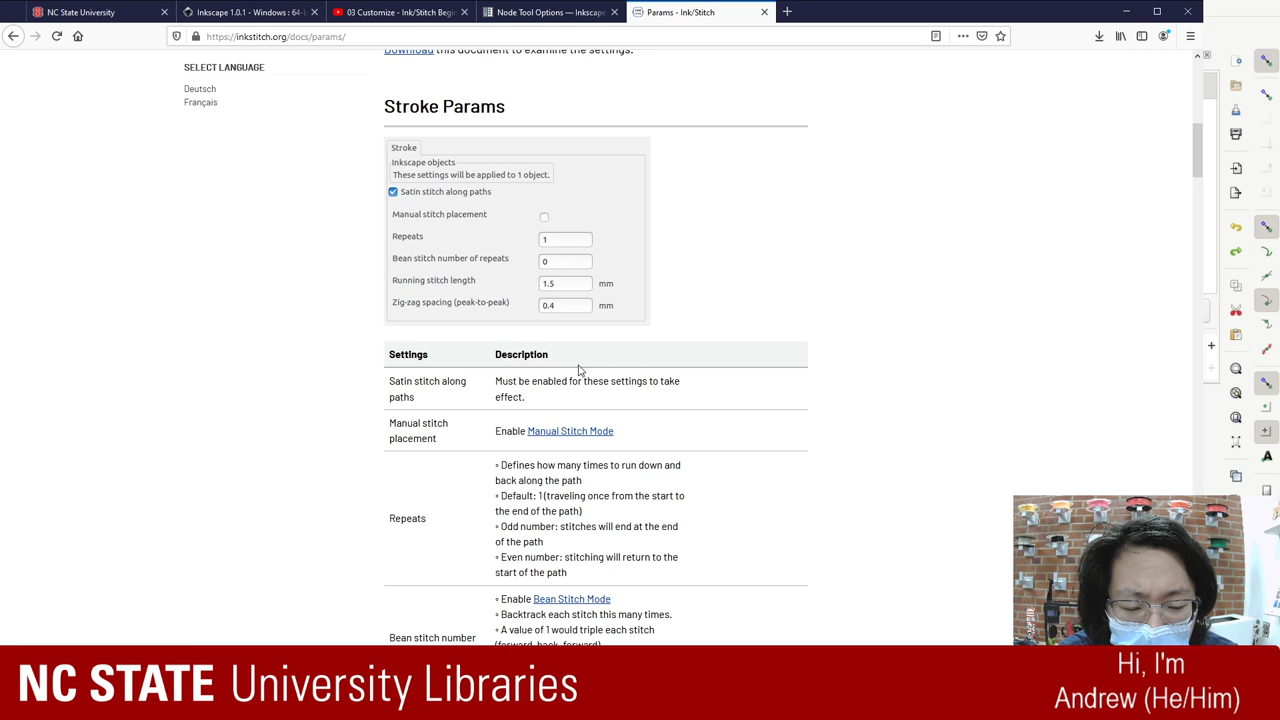 NC State University
Inkscape 1.0.1 - Windows : 64-
03 Customize - Ink/Stitch Begin
Node Tool Options — Inkscape
Params - Ink/Stitch
https://inkstitch.org/docs/params/
SELECT LANGUAGE
Deutsch
Français
Download this document to examine the settings.
Stroke Params
Stroke
Inkscape objects
These settings will be applied to 1 object.
Satin stitch along paths
Manual stitch placement
Repeats 1
Bean stitch number of repeats 0
Running stitch length 1.5 mm
Zig-zag spacing (peak-to-peak) 0.4 mm
Settings Description
Satin stitch along paths
Must be enabled for these settings to take
effect.
Manual stitch
placement
Enable Manual Stitch Mode
Repeats
◦ Defines how many times to run down and
back along the path
◦ Default: 1 (traveling once from the start to
the end of the path)
◦ Odd number: stitches will end at the end
of the path
◦ Even number: stitching will return to the
start of the path
Bean stitch number
◦ Enable Bean Stitch Mode
◦ Backtrack each stitch this many times.
◦ A value of 1 would triple each stitch
(forward, back, forward)
NC STATE University Libraries
Hi, I'm
Andrew (He/Him)